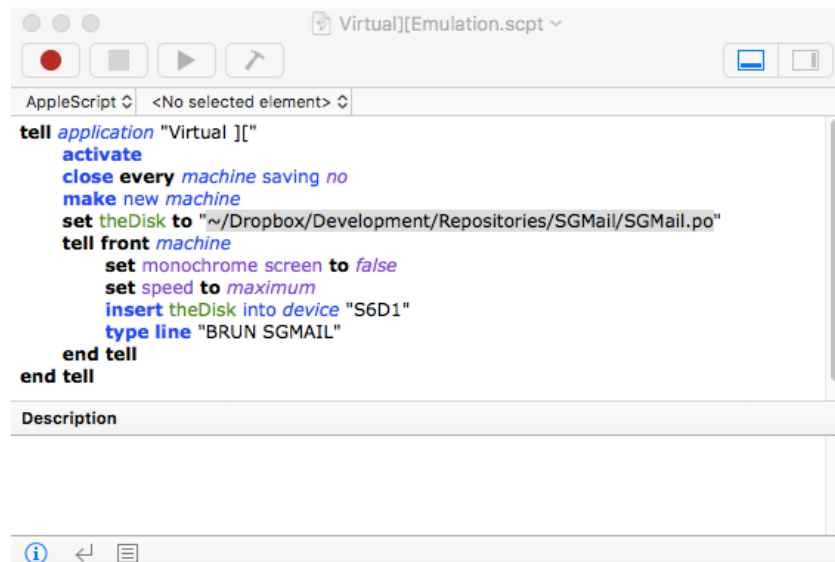 Virtual][Emulation.scpt
AppleScript <No selected element>
tell application "Virtual ]["
activate
close every machine saving no
make new machine
set theDisk to "~/Dropbox/Development/Repositories/SGMail/SGMail.po"
tell front machine
set monochrome screen to false
set speed to maximum
insert theDisk into device "S6D1"
type line "BRUN SGMAIL"
end tell
end tell
Description